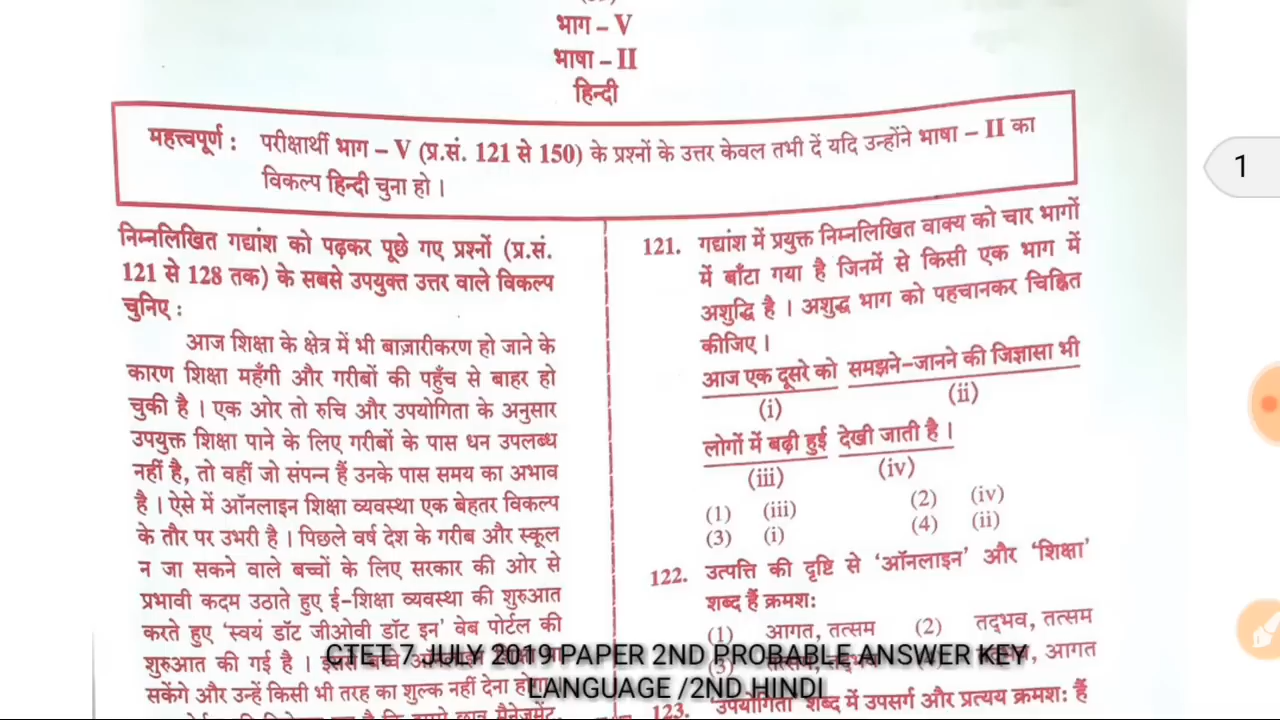 भाग – V
भाषा – II
हिन्दी
महत्त्वपूर्ण : परीक्षार्थी भाग – V (प्र.सं. 121 से 150) के प्रश्नों के उत्तर केवल तभी दें यदि उन्होंने भाषा – II का
विकल्प हिन्दी चुना हो ।
निम्नलिखित गद्यांश को पढ़कर पूछे गए प्रश्नों (प्र.सं.
121 से 128 तक) के सबसे उपयुक्त उत्तर वाले विकल्प
चुनिए :
आज शिक्षा के क्षेत्र में भी बाज़ारीकरण हो जाने के
कारण शिक्षा महँगी और गरीबों की पहुँच से बाहर हो
चुकी है । एक ओर तो रुचि और उपयोगिता के अनुसार
उपयुक्त शिक्षा पाने के लिए गरीबों के पास धन उपलब्ध
नहीं है, तो वहीं जो संपन्न हैं उनके पास समय का अभाव
है । ऐसे में ऑनलाइन शिक्षा व्यवस्था एक बेहतर विकल्प
के तौर पर उभरी है । पिछले वर्ष देश के गरीब और स्कूल
न जा सकने वाले बच्चों के लिए सरकार की ओर से
प्रभावी कदम उठाते हुए ई-शिक्षा व्यवस्था की शुरुआत
करते हुए ‘स्वयं डॉट जीओवी डॉट इन’ वेब पोर्टल की
शुरुआत की गई है ।
सकेंगे और उन्हें किसी भी तरह का शुल्क नहीं देना
121. गद्यांश में प्रयुक्त निम्नलिखित वाक्य को चार भागों
में बाँटा गया है जिनमें से किसी एक भाग में
अशुद्धि है । अशुद्ध भाग को पहचानकर चिह्नित
कीजिए ।
आज एक दूसरे को समझने–जानने की जिज्ञासा भी
(i) (ii)
लोगों में बढ़ी हुई देखी जाती है ।
(iii) (iv)
(1) (iii) (2) (iv)
(3) (i) (4) (ii)
122. उत्पत्ति की दृष्टि से ‘ऑनलाइन’ और ‘शिक्षा’
शब्द हैं क्रमश:
(1) आगत, तत्सम (2) तद्भव, तत्सम
(3) तत्सम, तद्भव आगत
123. ‘उपयोगिता’ शब्द में उपसर्ग और प्रत्यय क्रमश: हैं
CTET 7 JULY 2019 PAPER 2ND PROBABLE ANSWER KEY
LANGUAGE /2ND HINDI
1